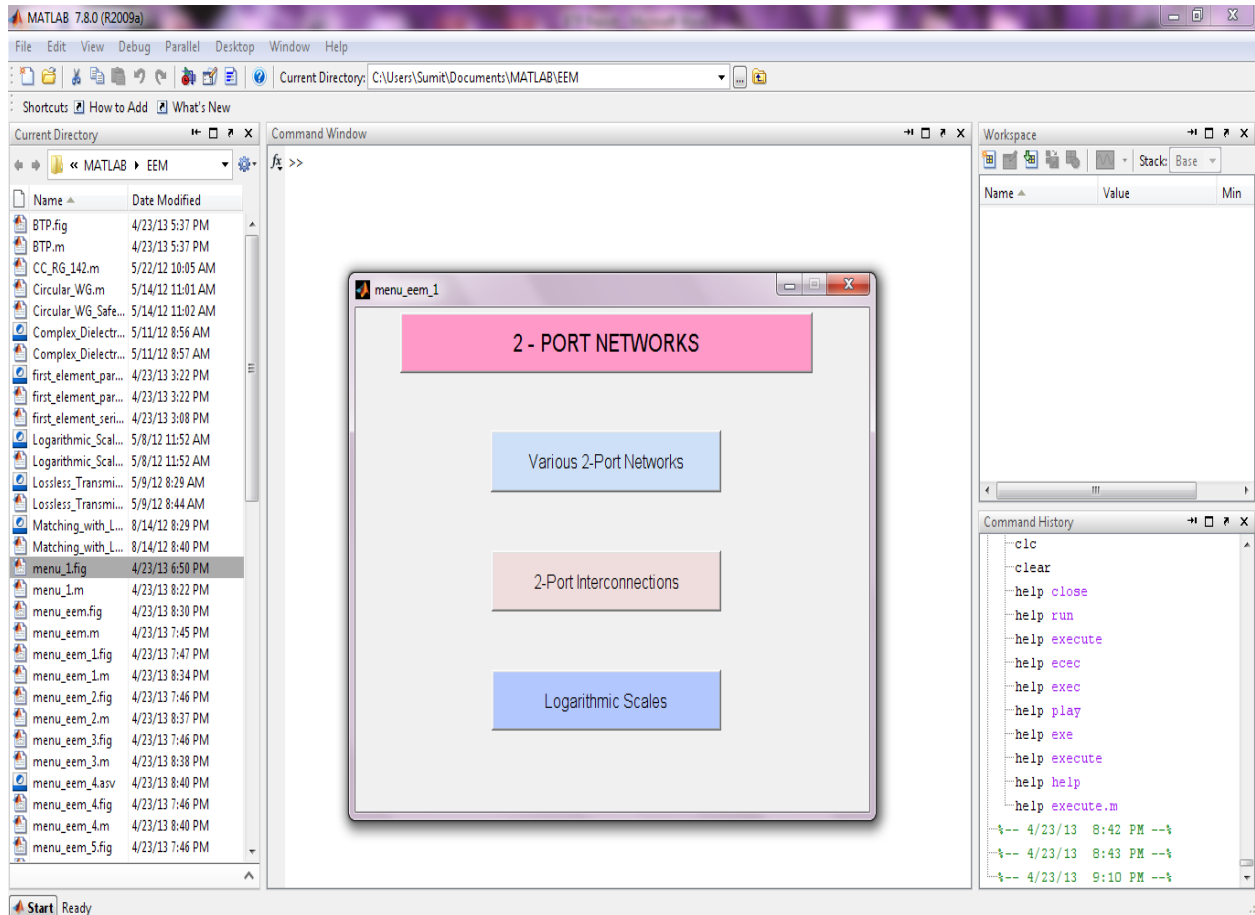 MATLAB 7.8.0 (R2009a)
File Edit View Debug Parallel Desktop Window Help
Current Directory: C:\Users\Sumit\Documents\MATLAB\EEM
Shortcuts How to Add What's New
Current Directory
« MATLAB EEM
Name Date Modified
BTP.fig 4/23/13 5:37 PM
BTP.m 4/23/13 5:37 PM
CC_RG_142.m 5/22/12 10:05 AM
Circular_WG.m 5/14/12 11:01 AM
Circular_WG_Safe... 5/14/12 11:02 AM
Complex_Dielectr... 5/11/12 8:56 AM
Complex_Dielectr... 5/11/12 8:57 AM
first_element_par... 4/23/13 3:22 PM
first_element_par... 4/23/13 3:22 PM
first_element_seri... 4/23/13 3:08 PM
Logarithmic_Scal... 5/8/12 11:52 AM
Logarithmic_Scal... 5/8/12 11:52 AM
Lossless_Transmi... 5/9/12 8:29 AM
Lossless_Transmi... 5/9/12 8:44 AM
Matching_with_L... 8/14/12 8:29 PM
Matching_with_L... 8/14/12 8:40 PM
menu_1.fig 4/23/13 6:50 PM
menu_1.m 4/23/13 8:22 PM
menu_eem.fig 4/23/13 8:30 PM
menu_eem.m 4/23/13 7:45 PM
menu_eem_1.fig 4/23/13 7:47 PM
menu_eem_1.m 4/23/13 8:34 PM
menu_eem_2.fig 4/23/13 7:46 PM
menu_eem_2.m 4/23/13 8:37 PM
menu_eem_3.fig 4/23/13 7:46 PM
menu_eem_3.m 4/23/13 8:38 PM
menu_eem_4.asv 4/23/13 8:40 PM
menu_eem_4.fig 4/23/13 7:46 PM
menu_eem_4.m 4/23/13 8:40 PM
menu_eem_5.fig 4/23/13 7:46 PM
Command Window
fx >>
menu_eem_1
2 - PORT NETWORKS
Various 2-Port Networks
2-Port Interconnections
Logarithmic Scales
Workspace
Stack: Base
Name Value Min
Command History
clc
clear
help close
help run
help execute
help ecec
help exec
help play
help exe
help execute
help help
help execute.m
%-- 4/23/13 8:42 PM --%
%-- 4/23/13 8:43 PM --%
%-- 4/23/13 9:10 PM --%
Start Ready